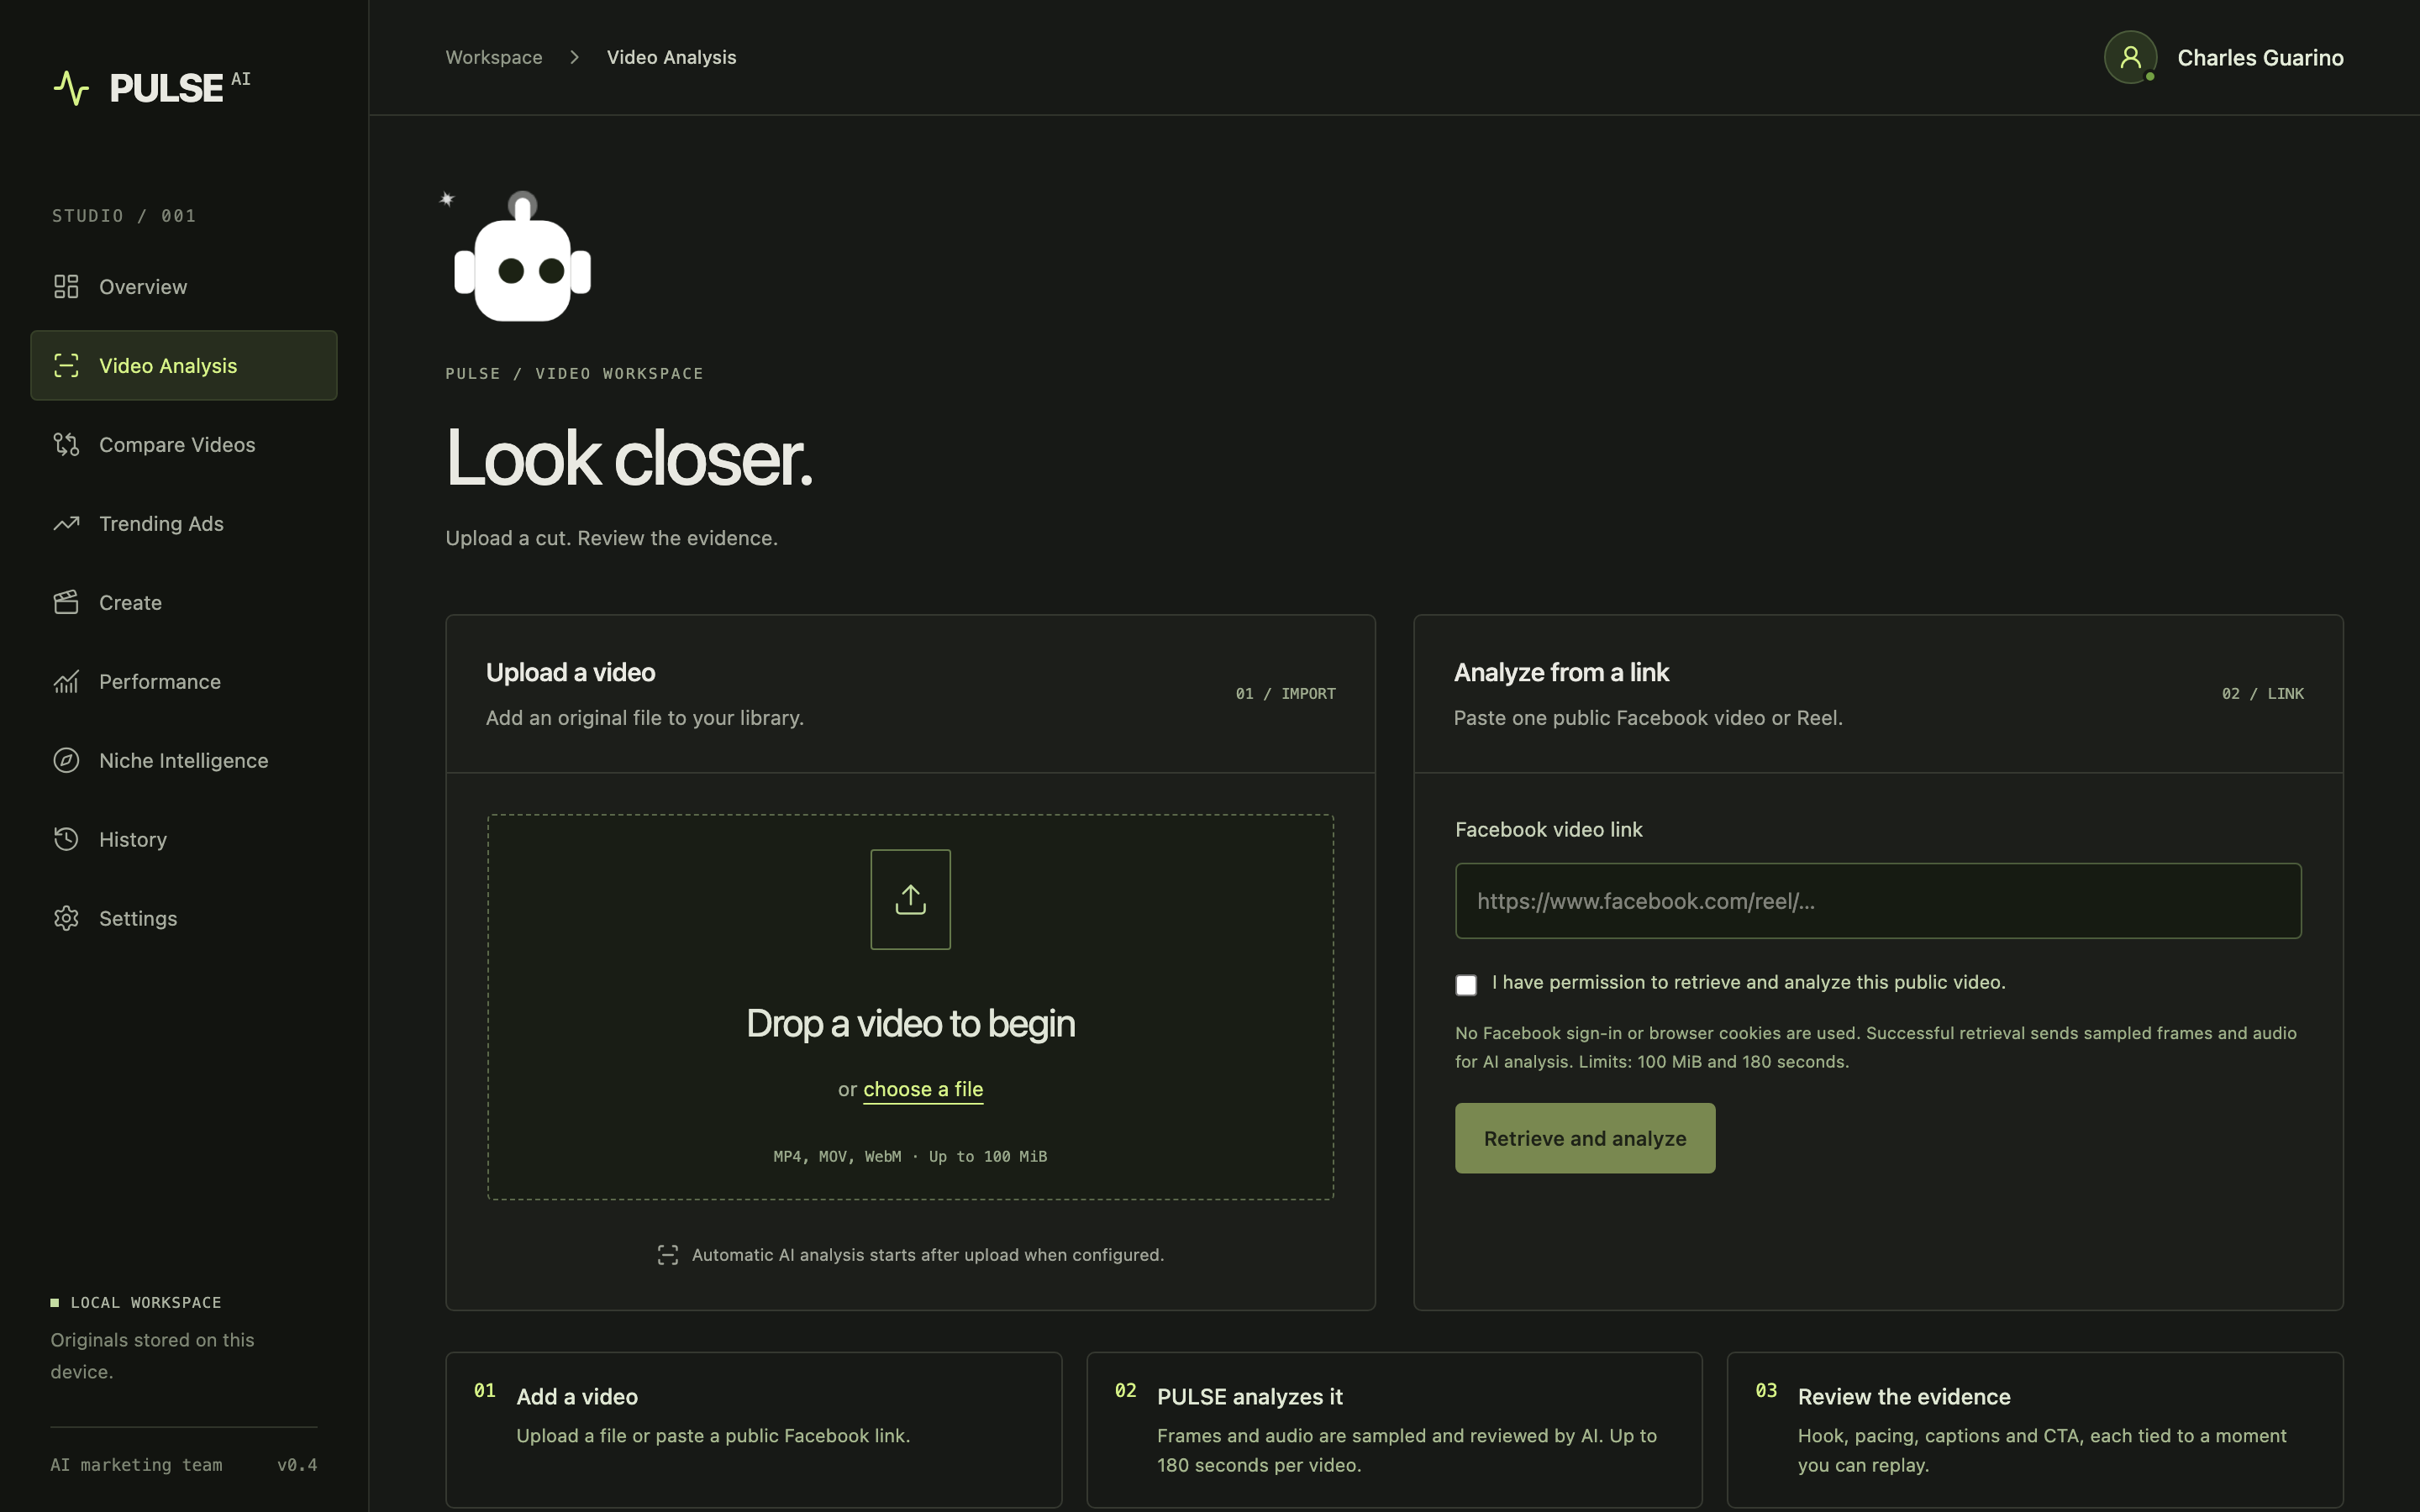 PULSE AI
STUDIO / 001
Overview
Video Analysis
Compare Videos
Trending Ads
Create
Performance
Niche Intelligence
History
Settings
LOCAL WORKSPACE
Originals stored on this
device.
AI marketing team v0.4
Workspace Video Analysis
Charles Guarino
PULSE / VIDEO WORKSPACE
Look closer.
Upload a cut. Review the evidence.
Upload a video
Add an original file to your library.
01 / IMPORT
Drop a video to begin
or choose a file
MP4, MOV, WebM · Up to 100 MiB
Automatic AI analysis starts after upload when configured.
Analyze from a link
Paste one public Facebook video or Reel.
02 / LINK
Facebook video link
https://www.facebook.com/reel/...
I have permission to retrieve and analyze this public video.
No Facebook sign-in or browser cookies are used. Successful retrieval sends sampled frames and audio
for AI analysis. Limits: 100 MiB and 180 seconds.
Retrieve and analyze
01 Add a video
Upload a file or paste a public Facebook link.
02 PULSE analyzes it
Frames and audio are sampled and reviewed by AI. Up to
180 seconds per video.
03 Review the evidence
Hook, pacing, captions and CTA, each tied to a moment
you can replay.